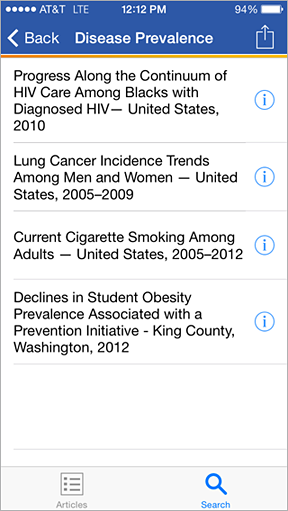 AT&T LTE 12:12 PM 94%
Back Disease Prevalence
Progress Along the Continuum of
HIV Care Among Blacks with
Diagnosed HIV— United States,
2010
Lung Cancer Incidence Trends
Among Men and Women — United
States, 2005–2009
Current Cigarette Smoking Among
Adults — United States, 2005–2012
Declines in Student Obesity
Prevalence Associated with a
Prevention Initiative - King County,
Washington, 2012
Articles Search